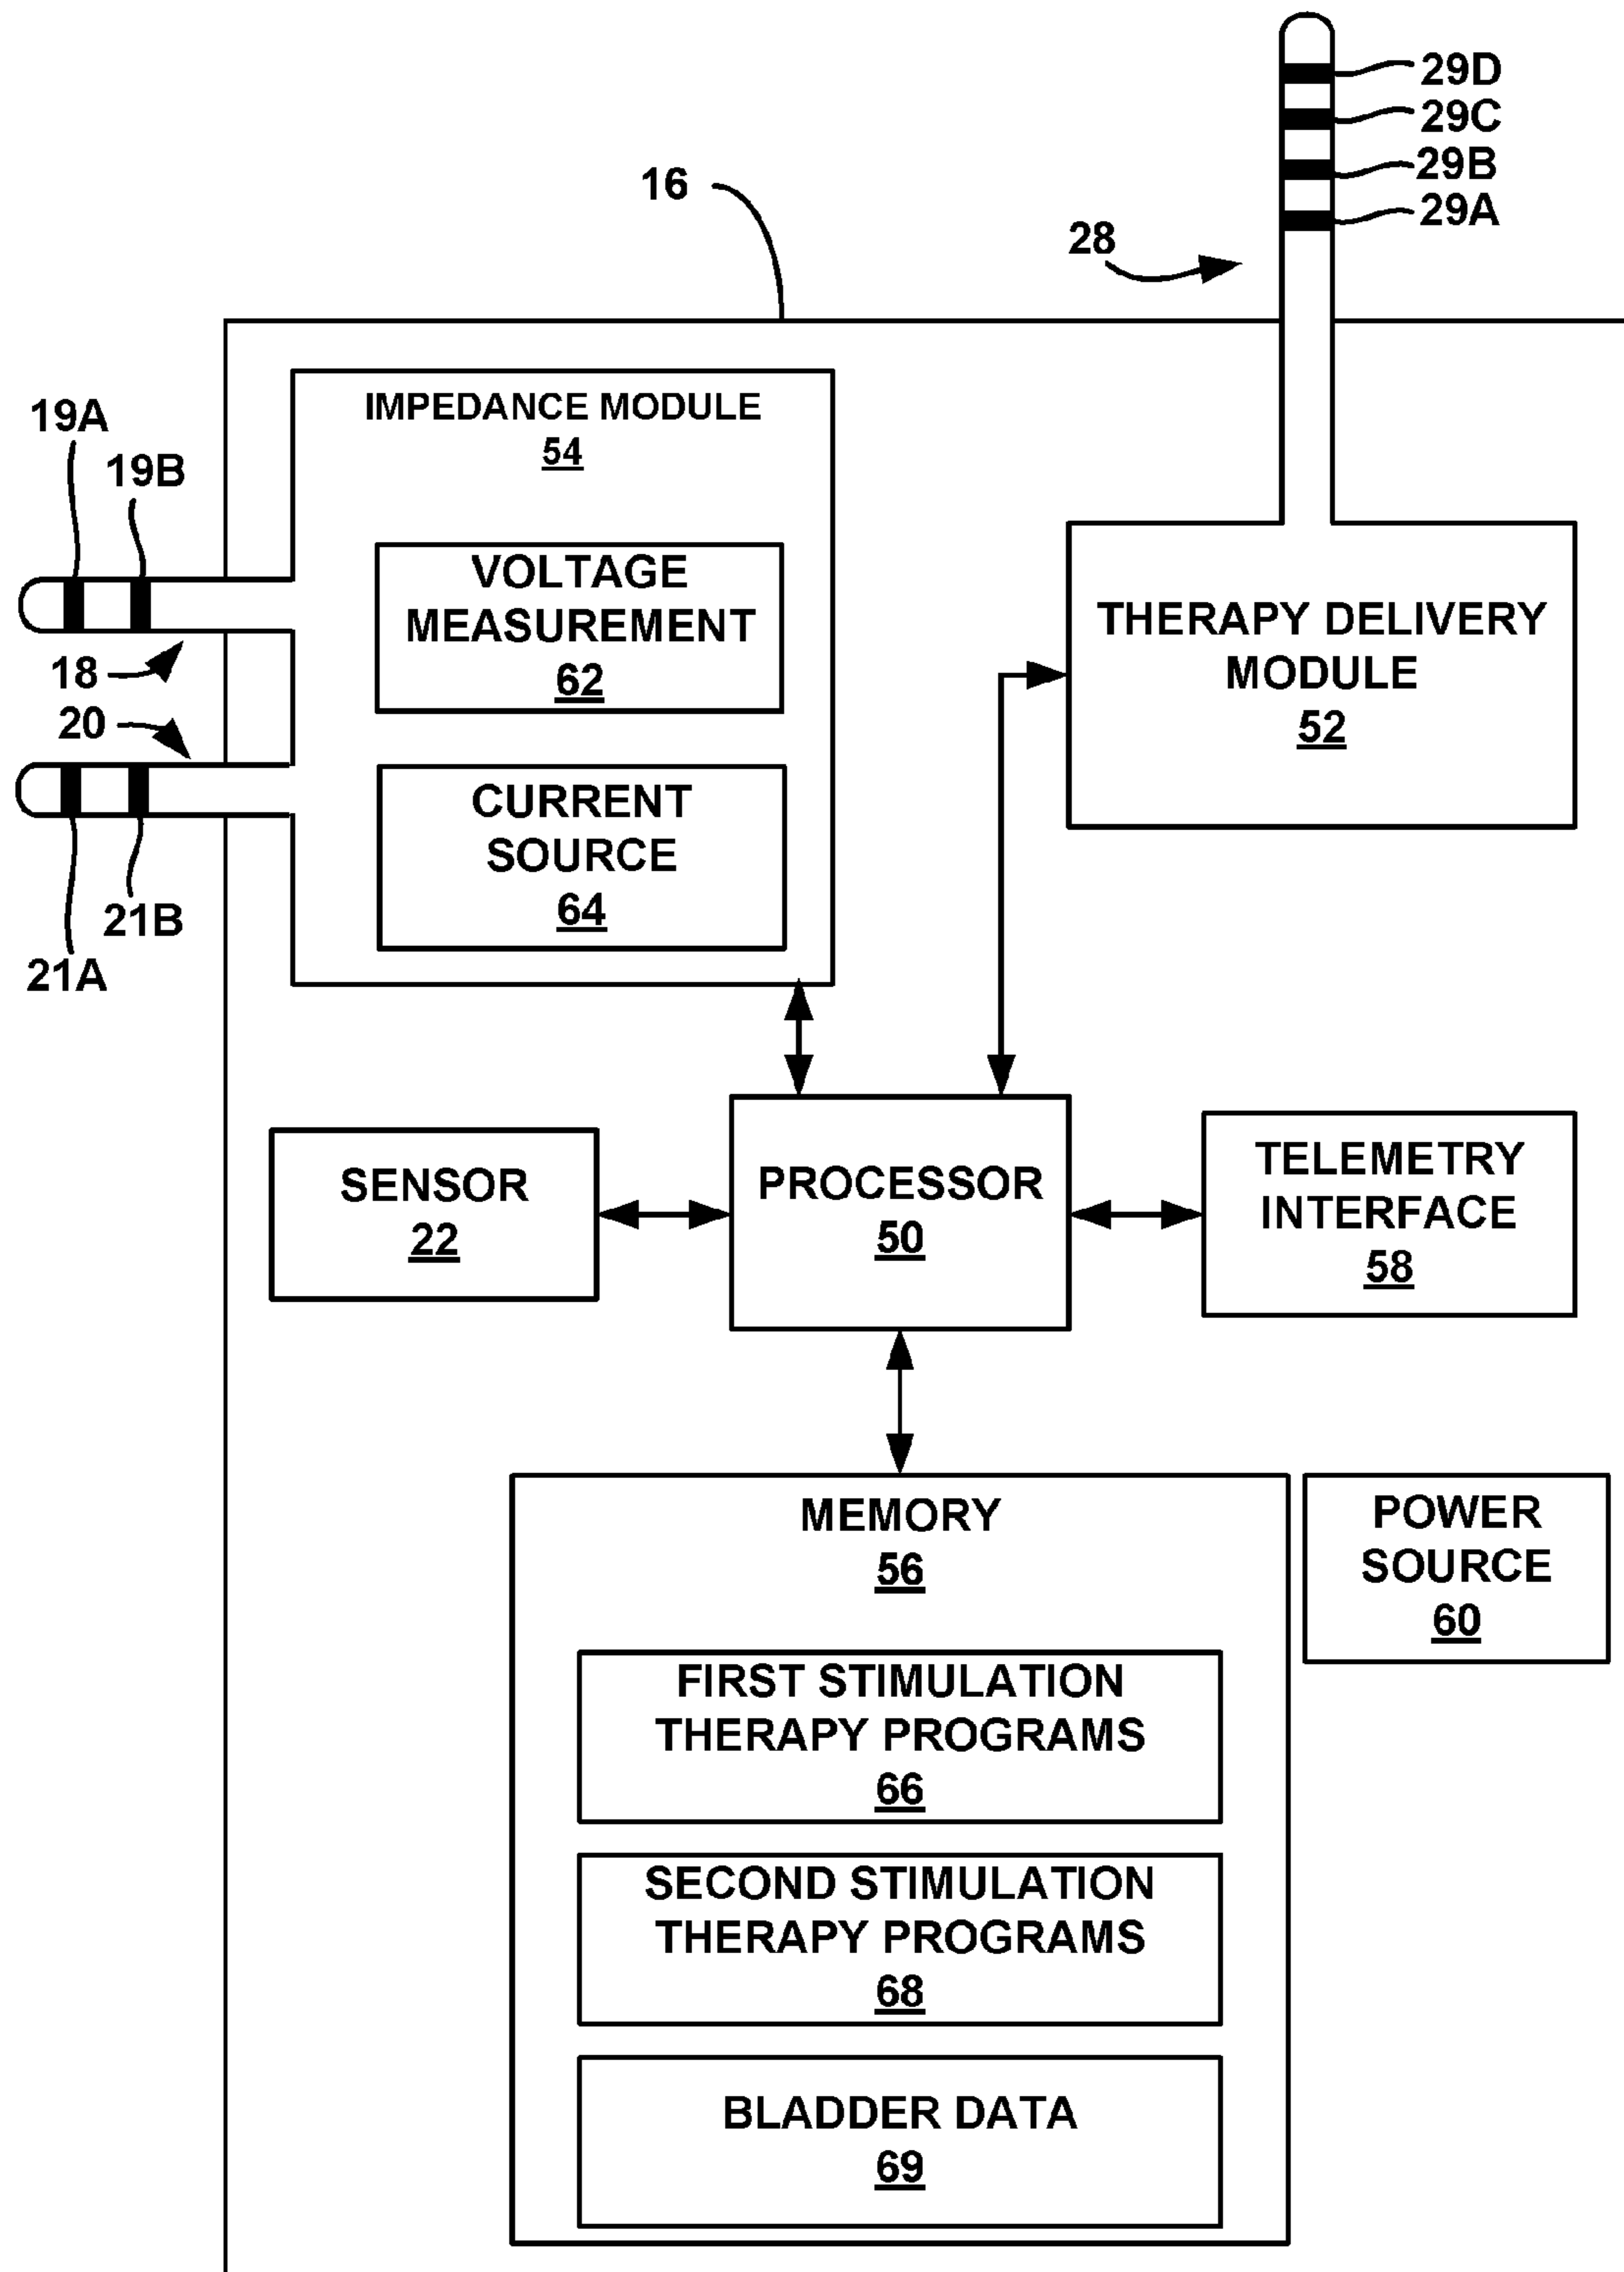 29D
29C
29B
29A
16
28
19A
19B
IMPEDANCE MODULE
54
VOLTAGE
MEASUREMENT
62
18
20
THERAPY DELIVERY
MODULE
52
CURRENT
SOURCE
64
21B
21A
SENSOR
22
PROCESSOR
50
TELEMETRY
INTERFACE
58
MEMORY
56
POWER
SOURCE
60
FIRST STIMULATION
THERAPY PROGRAMS
66
SECOND STIMULATION
THERAPY PROGRAMS
68
BLADDER DATA
69